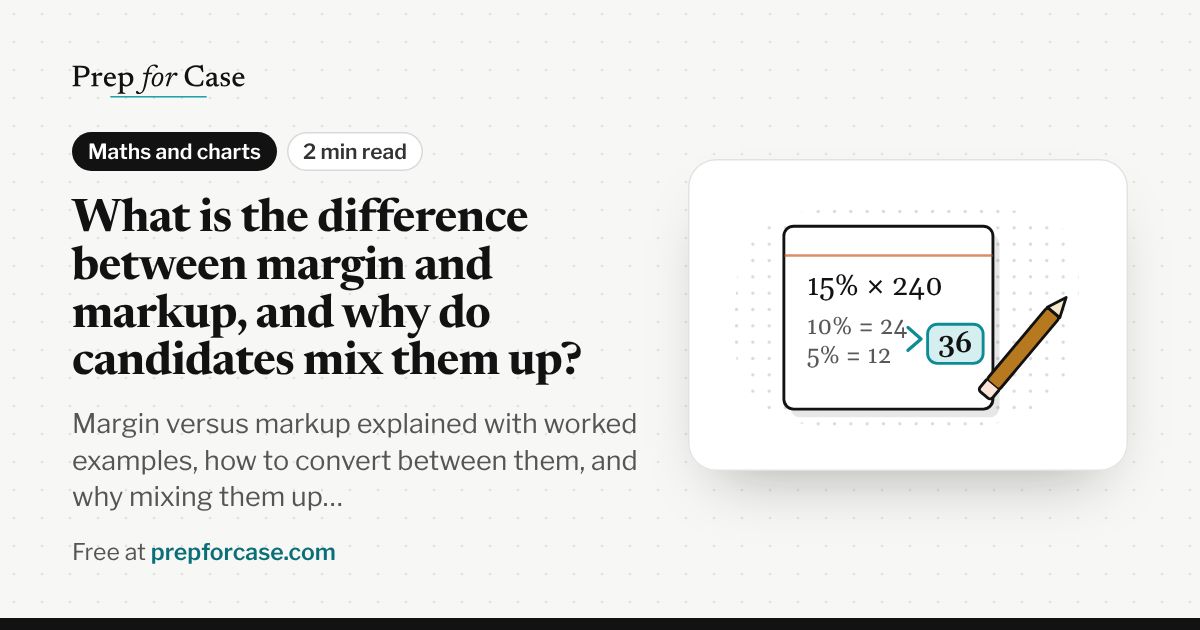 Prep for Case
Maths and charts
2 min read
What is the difference
between margin and
markup, and why do
candidates mix them up?
Margin versus markup explained with worked
examples, how to convert between them, and
why mixing them up…
Free at prepforcase.com
15% × 240
10% = 24
5% = 12
36